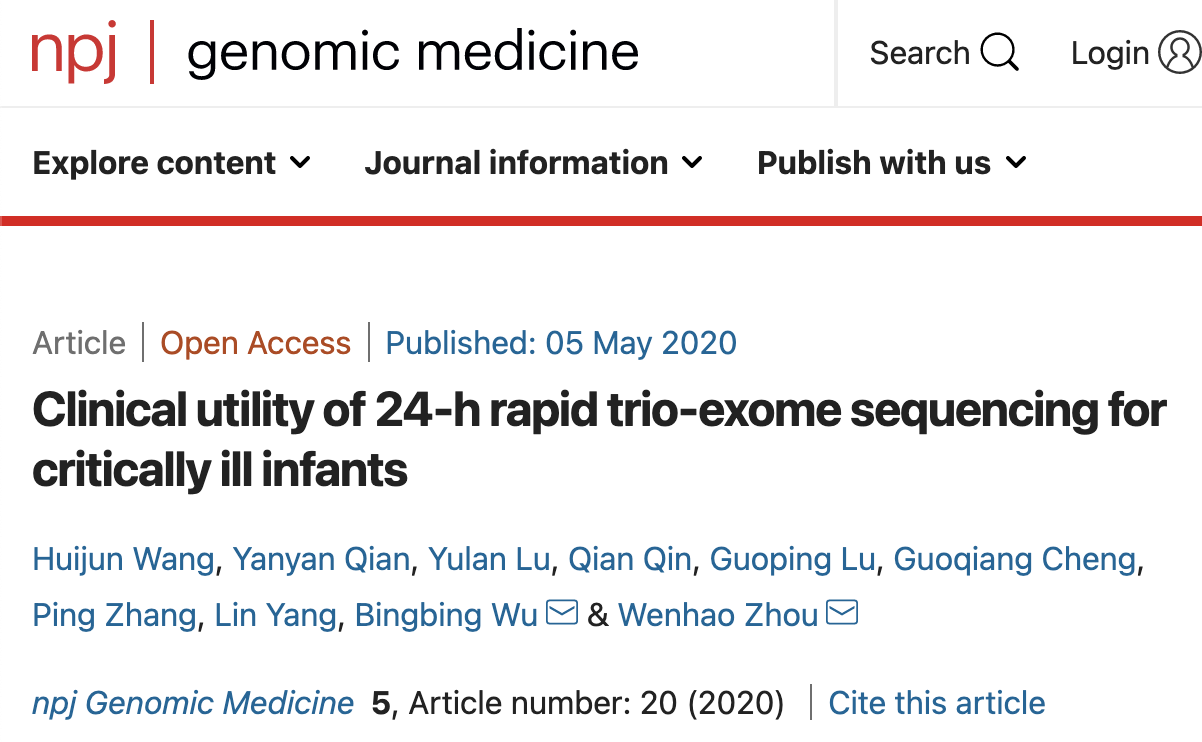 npj | genomic medicine Search Login
Explore content Journal information Publish with us
Article | Open Access | Published: 05 May 2020
Clinical utility of 24-h rapid trio-exome sequencing for
critically ill infants
Huijun Wang, Yanyan Qian, Yulan Lu, Qian Qin, Guoping Lu, Guoqiang Cheng,
Ping Zhang, Lin Yang, Bingbing Wu & Wenhao Zhou
npj Genomic Medicine 5, Article number: 20 (2020) | Cite this article